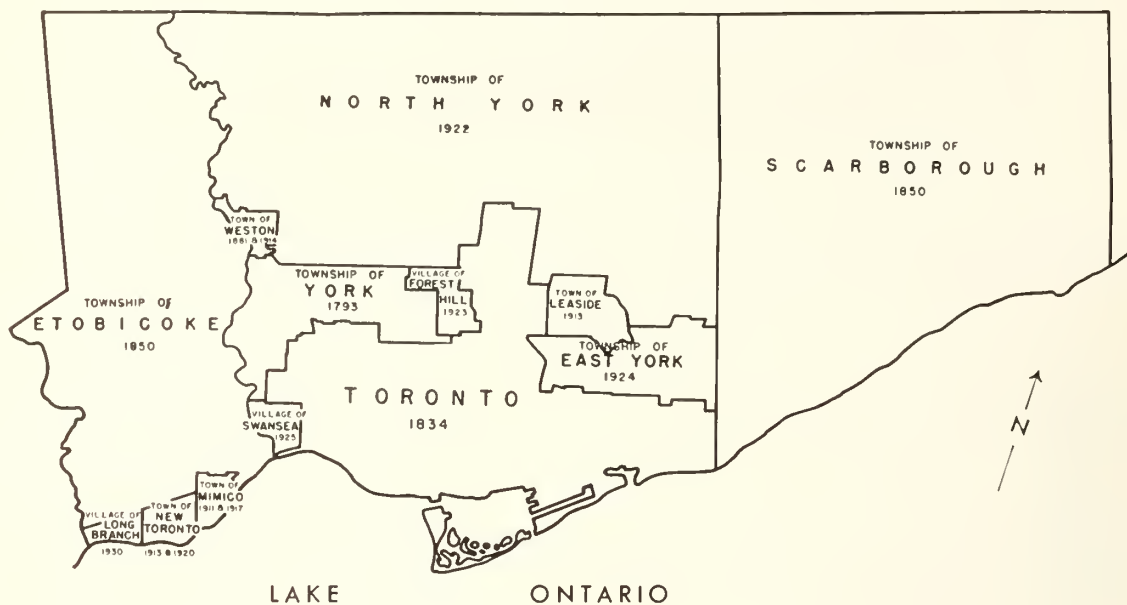 TOWNSHIP OF
NORTH YORK
1922
TOWNSHIP OF
SCARBOROUGH
1850
TOWN OF
WESTON
1881 & 1914
TOWNSHIP OF
YORK
1793
VILLAGE OF
FOREST
HILL
1923
TOWN OF
LEASIDE
1913
TOWNSHIP OF
ETOBICOKE
1850
TOWNSHIP OF
EAST YORK
1924
TORONTO
1834
VILLAGE OF
SWANSEA
1925
N
TOWN OF
MIMICO
1911 & 1917
TOWN OF
NEW
TORONTO
1913 & 1920
VILLAGE OF
LONG
BRANCH
1930
LAKE ONTARIO